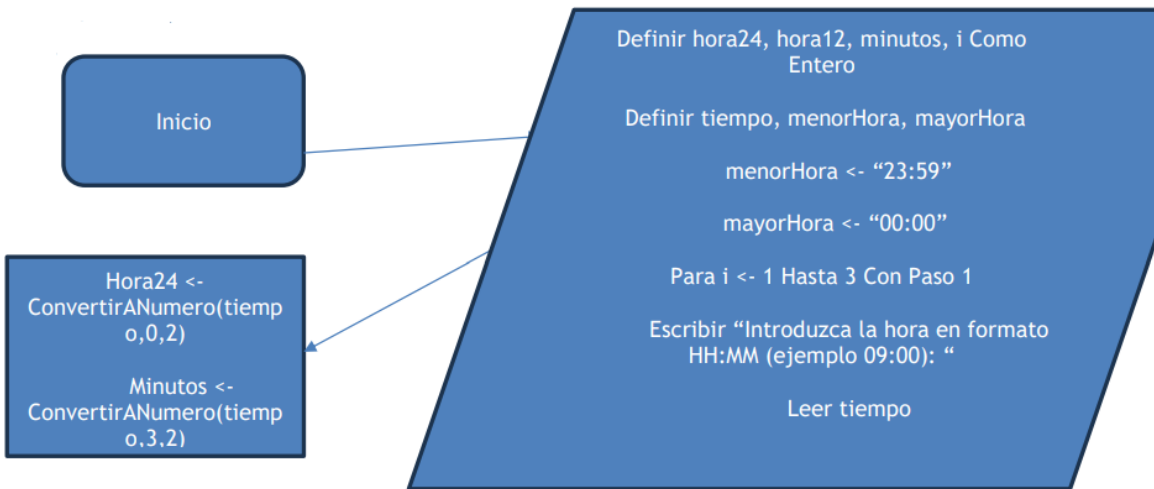 Inicio
Definir hora24, hora12, minutos, i Como
Entero
Definir tiempo, menorHora, mayorHora
menorHora <- “23:59”
mayorHora <- “00:00”
Para i <- 1 Hasta 3 Con Paso 1
Escribir “Introduzca la hora en formato
HH:MM (ejemplo 09:00): “
Leer tiempo
Hora24 <-
ConvertirANumero(tiemp
o,0,2)
Minutos <-
ConvertirANumero(tiemp
o,3,2)